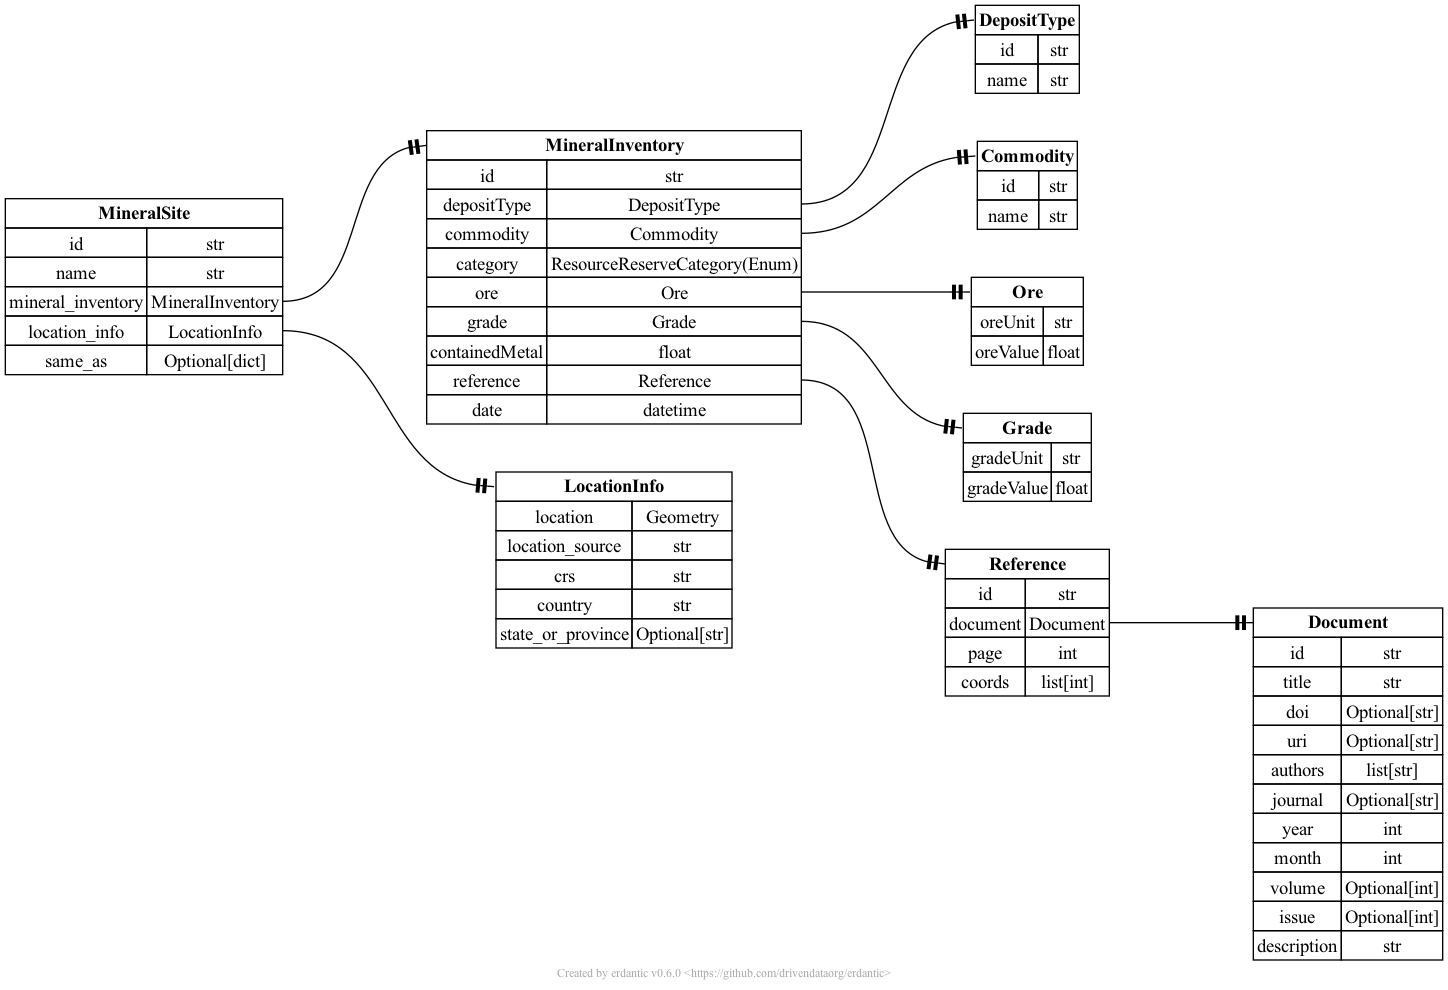 MineralSite
id str
name str
mineral_inventory MineralInventory
location_info LocationInfo
same_as Optional[dict]
MineralInventory
id str
depositType DepositType
commodity Commodity
category ResourceReserveCategory(Enum)
ore Ore
grade Grade
containedMetal float
reference Reference
date datetime
LocationInfo
location Geometry
location_source str
crs str
country str
state_or_province Optional[str]
DepositType
id str
name str
Commodity
id str
name str
Ore
oreUnit str
oreValue float
Grade
gradeUnit str
gradeValue float
Reference
id str
document Document
page int
coords list[int]
Document
id str
title str
doi Optional[str]
uri Optional[str]
authors list[str]
journal Optional[str]
year int
month int
volume Optional[int]
issue Optional[int]
description str
Created by erdantic v0.6.0 <https://github.com/drivendataorg/erdantic>